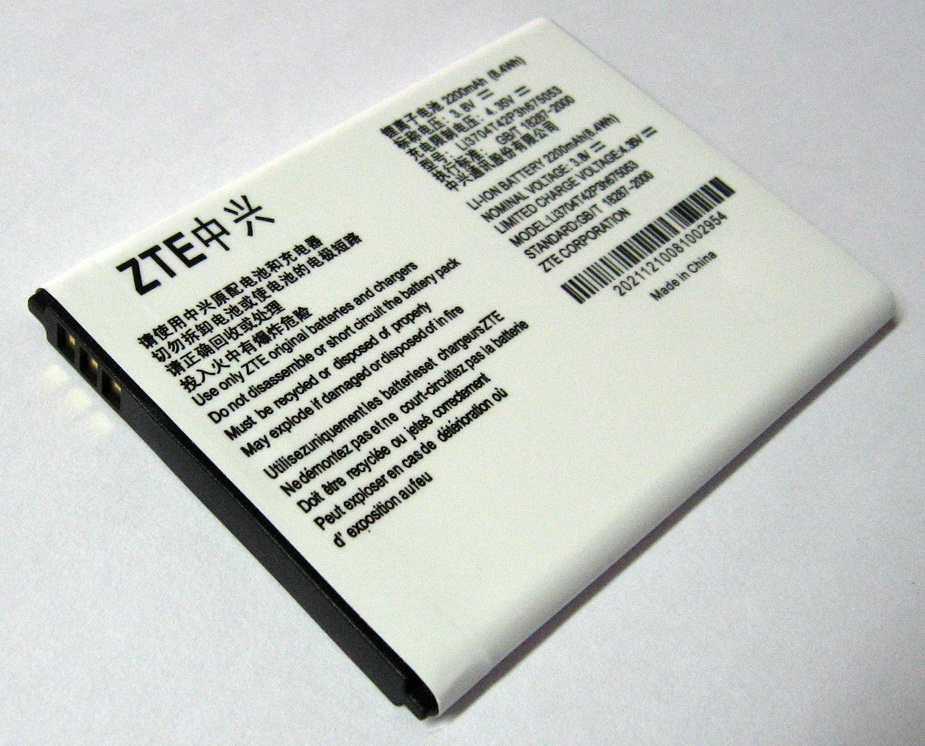 ZTE中兴
请使用中兴原配电池和充电器
切勿拆卸电池或使电池的电极短路
请正确回收或处理
投入火中有爆炸危险
Use only ZTE original batteries and chargers
Do not disassemble or short circuit the battery pack
Must be recycled or disposed of properly
May explode if damaged or disposed of in fire
Utilisez uniquement les batteries et chargeurs ZTE
Ne démontez pas et ne court-circuitez pas la batterie
Doit être recyclée ou jeteé correctement
Peut exploser en cas de détérioration où
d' exposition au feu
锂离子电池 2200mAh (8.4Wh)
标称电压: 3.8V ⎓
充电限制电压: 4.35V ⎓
型号: Li3704T42P3h675053
执行标准: GB/T 18287-2000
中兴通讯股份有限公司
LI-ION BATTERY 2200mAh(8.4Wh)
NOMINAL VOLTAGE: 3.8V ⎓
LIMITED CHARGE VOLTAGE:4.35V ⎓
MODEL:Li3704T42P3h675053
STANDARD:GB/T 18287-2000
ZTE CORPORATION
20211210081002954
Made in China